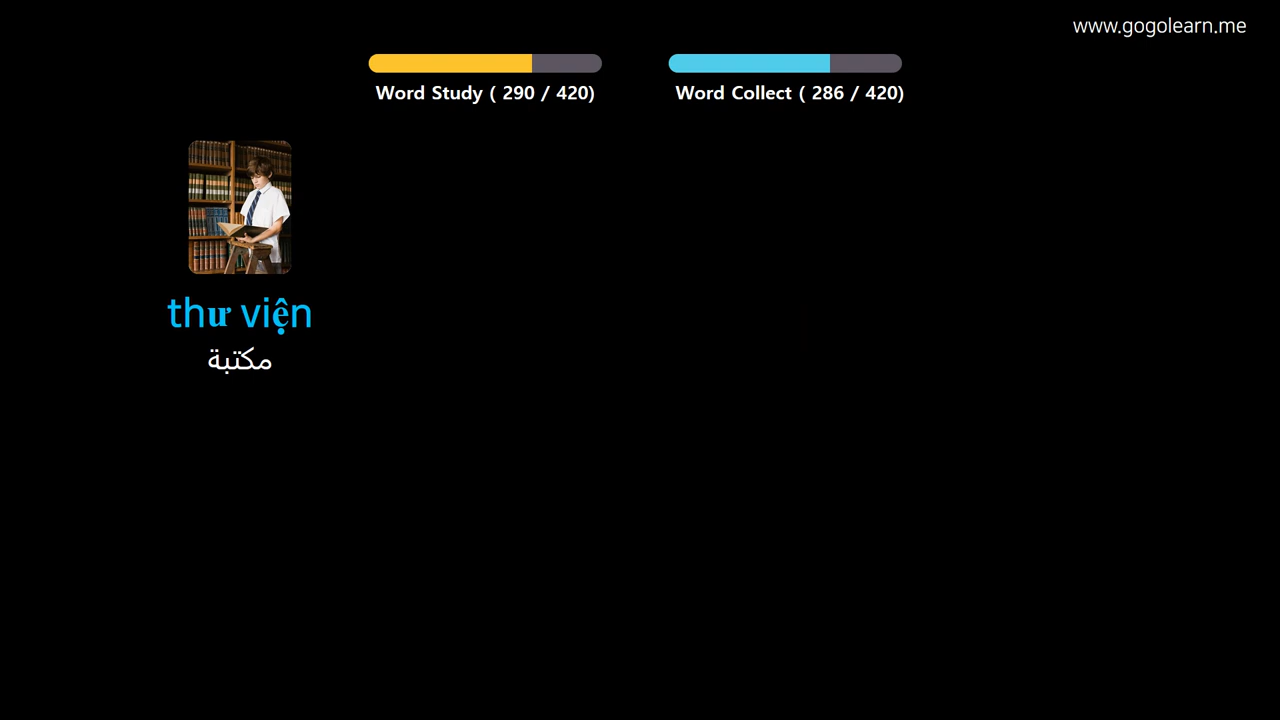 www.gogolearn.me
Word Study ( 290 / 420)
Word Collect ( 286 / 420)
thư viện
مكتبة